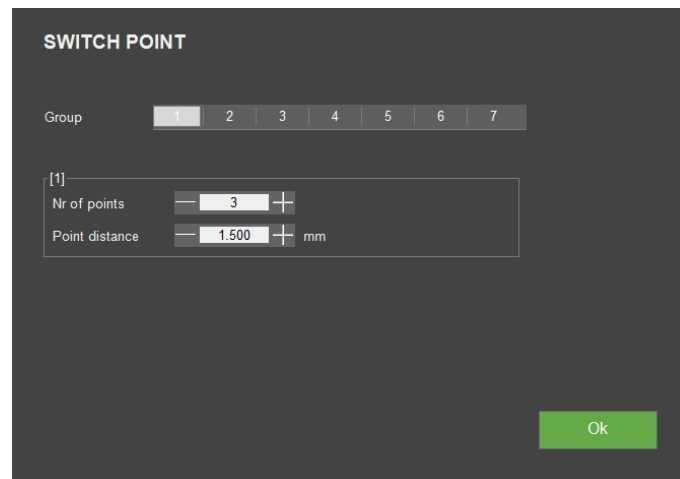 SWITCH POINT
Group 1 2 3 4 5 6 7
[1]
Nr of points 3
Point distance 1.500 mm
Ok